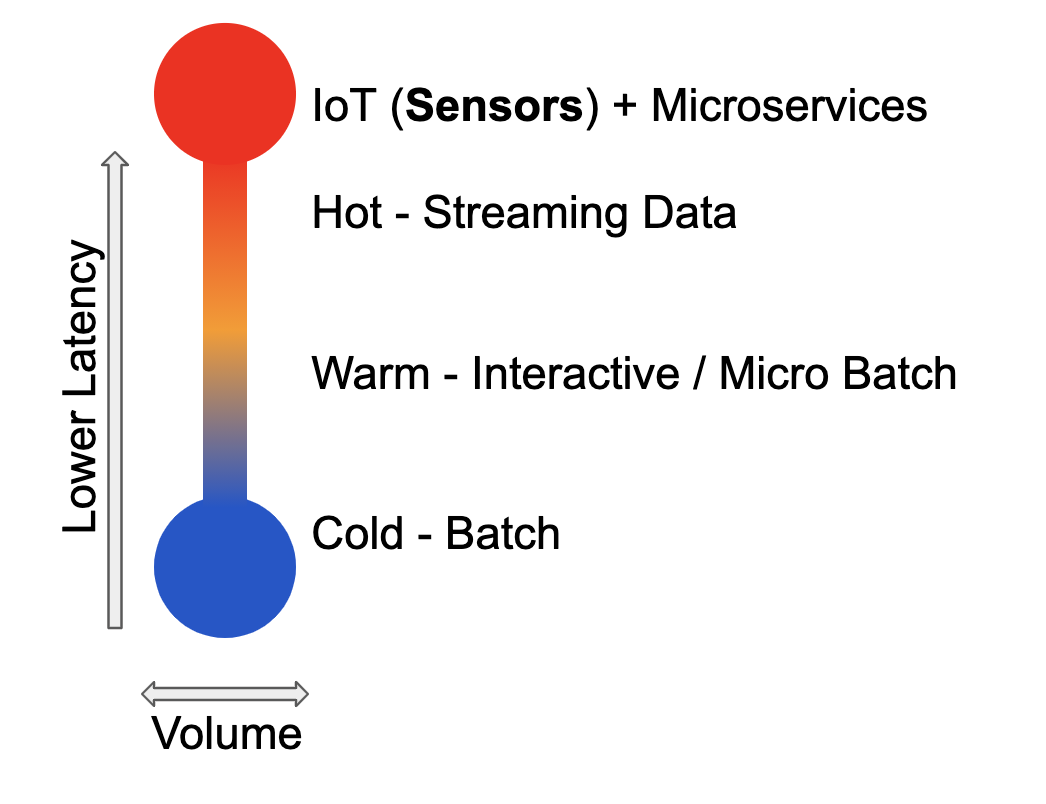 IoT (Sensors) + Microservices
Hot - Streaming Data
Lower Latency
Warm - Interactive / Micro Batch
Cold - Batch
Volume